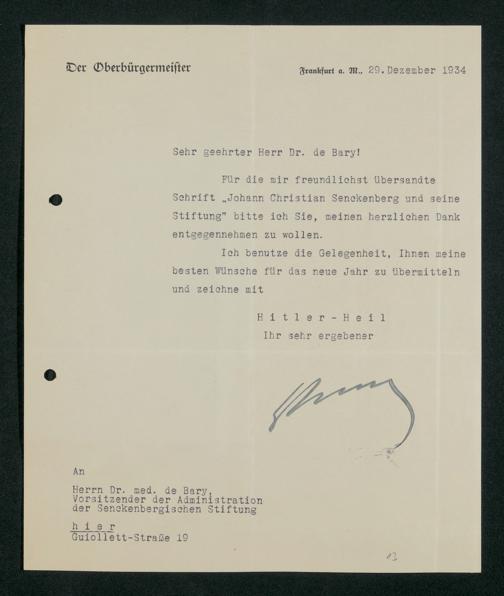 Der Oberbürgermeister
Frankfurt a. M., 29.Dezember 1934
Sehr geehrter Herr Dr. de Bary!
Für die mir freundlichst übersandte
Schrift „Johann Christian Senckenberg und seine
Stiftung" bitte ich Sie, meinen herzlichen Dank
entgegennehmen zu wollen.
Ich benutze die Gelegenheit, Ihnen meine
besten Wünsche für das neue Jahr zu übermitteln
und zeichne mit
H i t l e r - H e i l
Ihr sehr ergebener
An
Herrn Dr. med. de Bary,
Vorsitzender der Administration
der Senckenbergischen Stiftung
h i e r
Guiollett-Straße 19